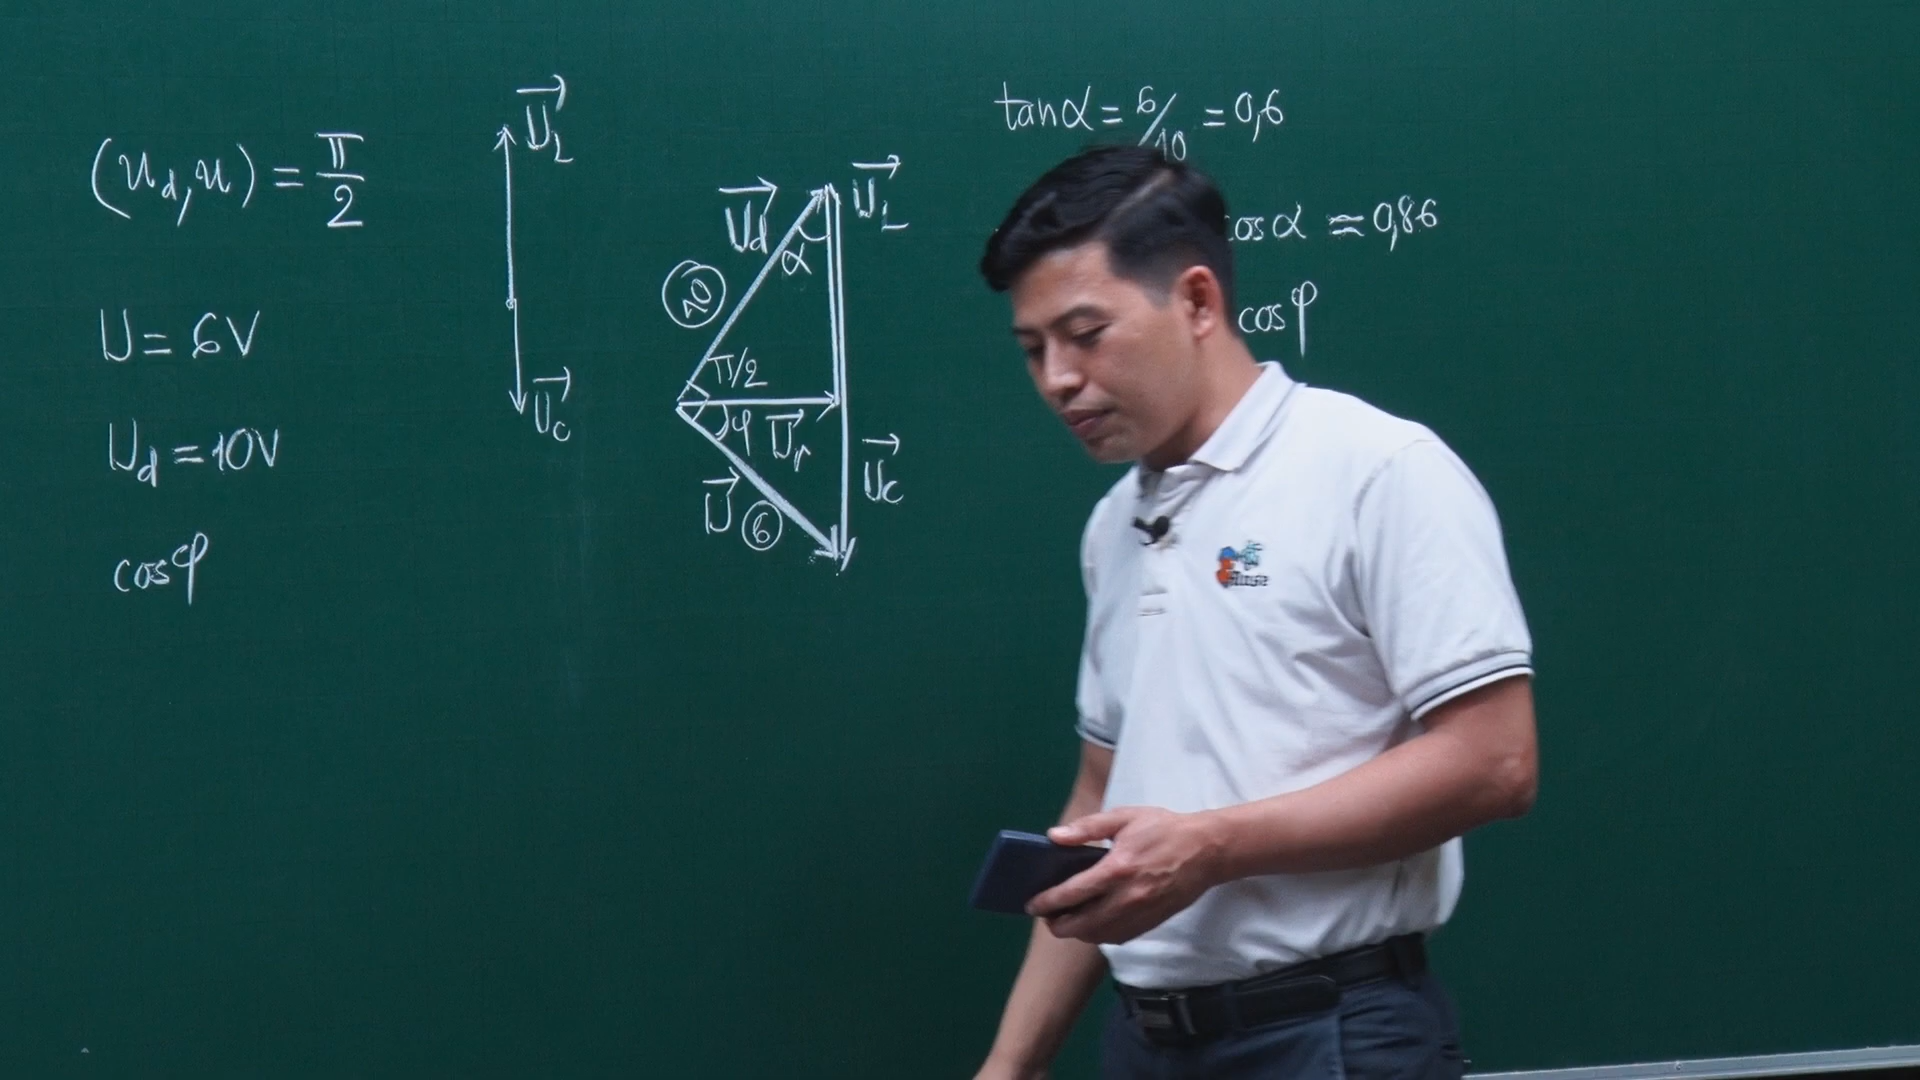 (u_d, u) = π/2
U = 6V
U_d = 10V
cosφ
U_L
U_C
U_d
U_L
α
10
π/2
φ
U_r
U
6
U_C
tanα = 6/10 = 0,6
cosα ≈ 0,86
cosφ